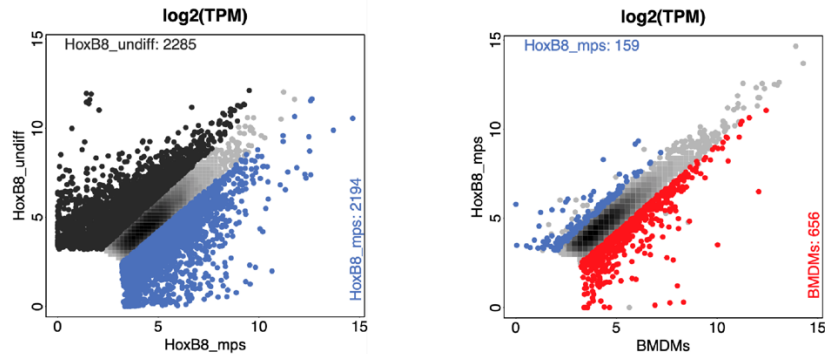 log2(TPM)
HoxB8_undiff: 2285
HoxB8_undiff
15
10
5
0
HoxB8_mps: 2194
0
5
10
15
HoxB8_mps
log2(TPM)
HoxB8_mps: 159
HoxB8_mps
15
10
5
0
BMDMs: 656
0
5
10
15
BMDMs